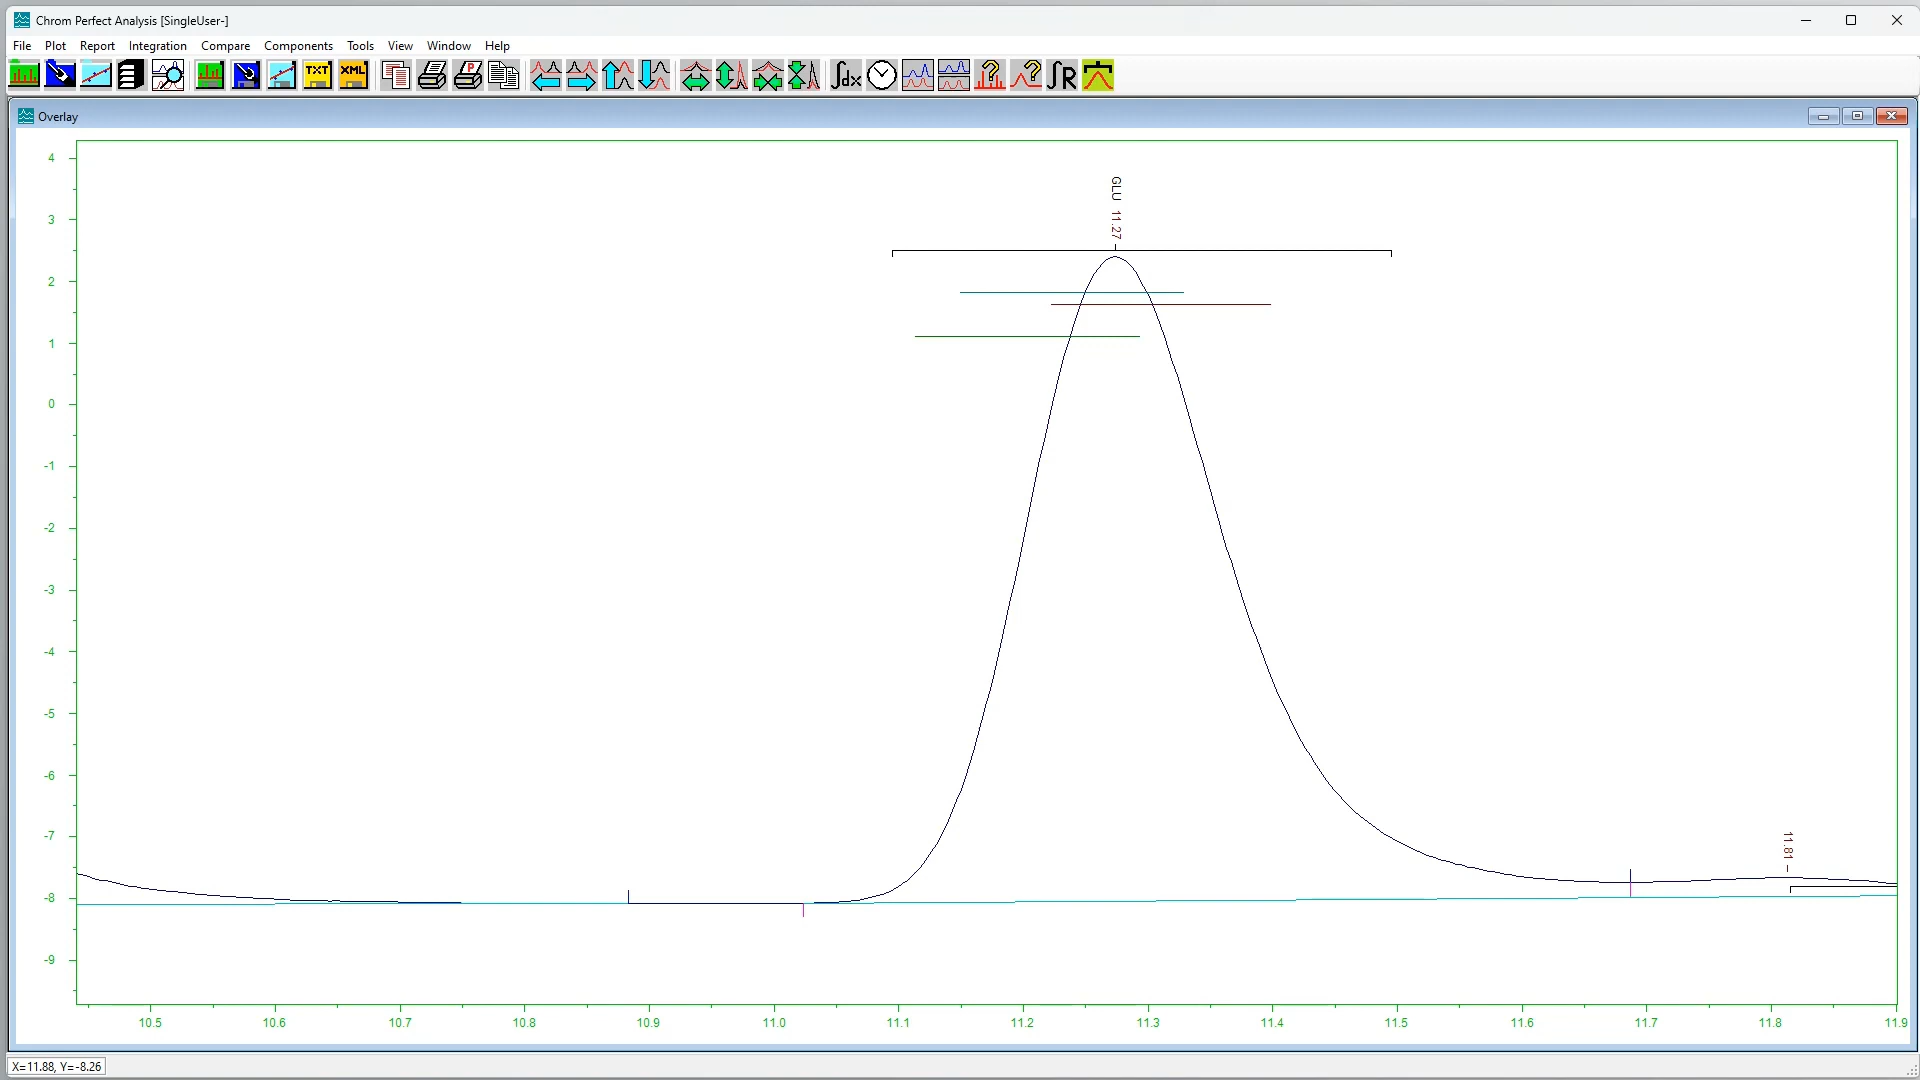 Chrom Perfect Analysis [SingleUser-]
File Plot Report Integration Compare Components Tools View Window Help
TXT XML P ∫dx ? ? ∫R
Overlay
4
3
2
1
0
-1
-2
-3
-4
-5
-6
-7
-8
-9
GLU 11.27
11.81
10.5 10.6 10.7 10.8 10.9 11.0 11.1 11.2 11.3 11.4 11.5 11.6 11.7 11.8 11.9
X=11.88, Y=-8.26